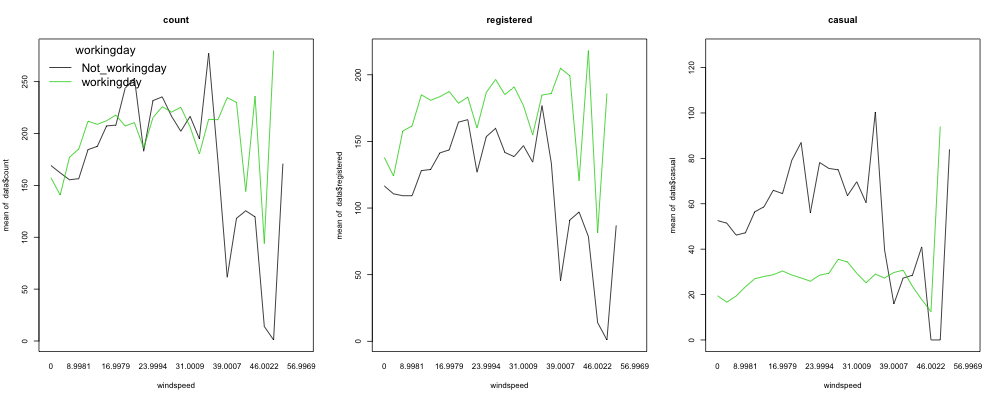 count
workingday
Not_workingday
workingday
mean of data$count
0
50
100
150
200
250
0 8.9981 16.9979 23.9994 31.0009 39.0007 46.0022 56.9969
windspeed
registered
mean of data$registered
0
50
100
150
200
0 8.9981 16.9979 23.9994 31.0009 39.0007 46.0022 56.9969
windspeed
casual
mean of data$casual
0
20
40
60
80
100
120
0 8.9981 16.9979 23.9994 31.0009 39.0007 46.0022 56.9969
windspeed